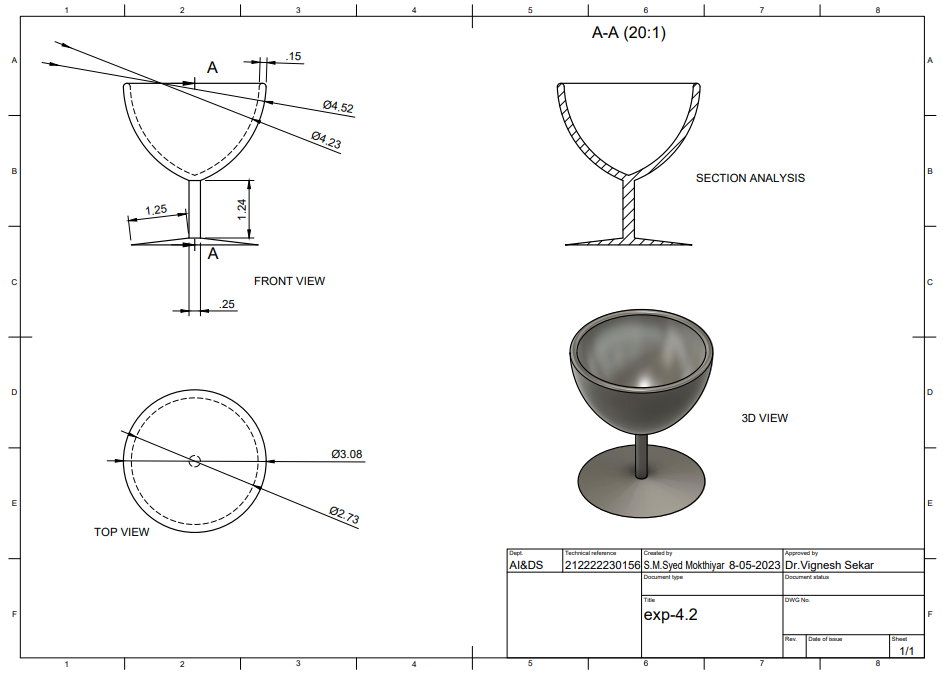 1 2 3 4 5 6 7 8
A-A (20:1)
A A
.15
A
Ø4.52
Ø4.23
B B
SECTION ANALYSIS
1.25
1.24
A
C C
FRONT VIEW
.25
D D
3D VIEW
Ø3.08
E E
Ø2.73
TOP VIEW
Dept. Technical reference Created by Approved by
AI&DS 212222230156 S.M.Syed Mokthiyar 8-05-2023 Dr.Vignesh Sekar
Document type Document status
Title DWG No.
exp-4.2
F F
Rev. Date of issue Sheet
1/1
1 2 3 4 5 6 7 8